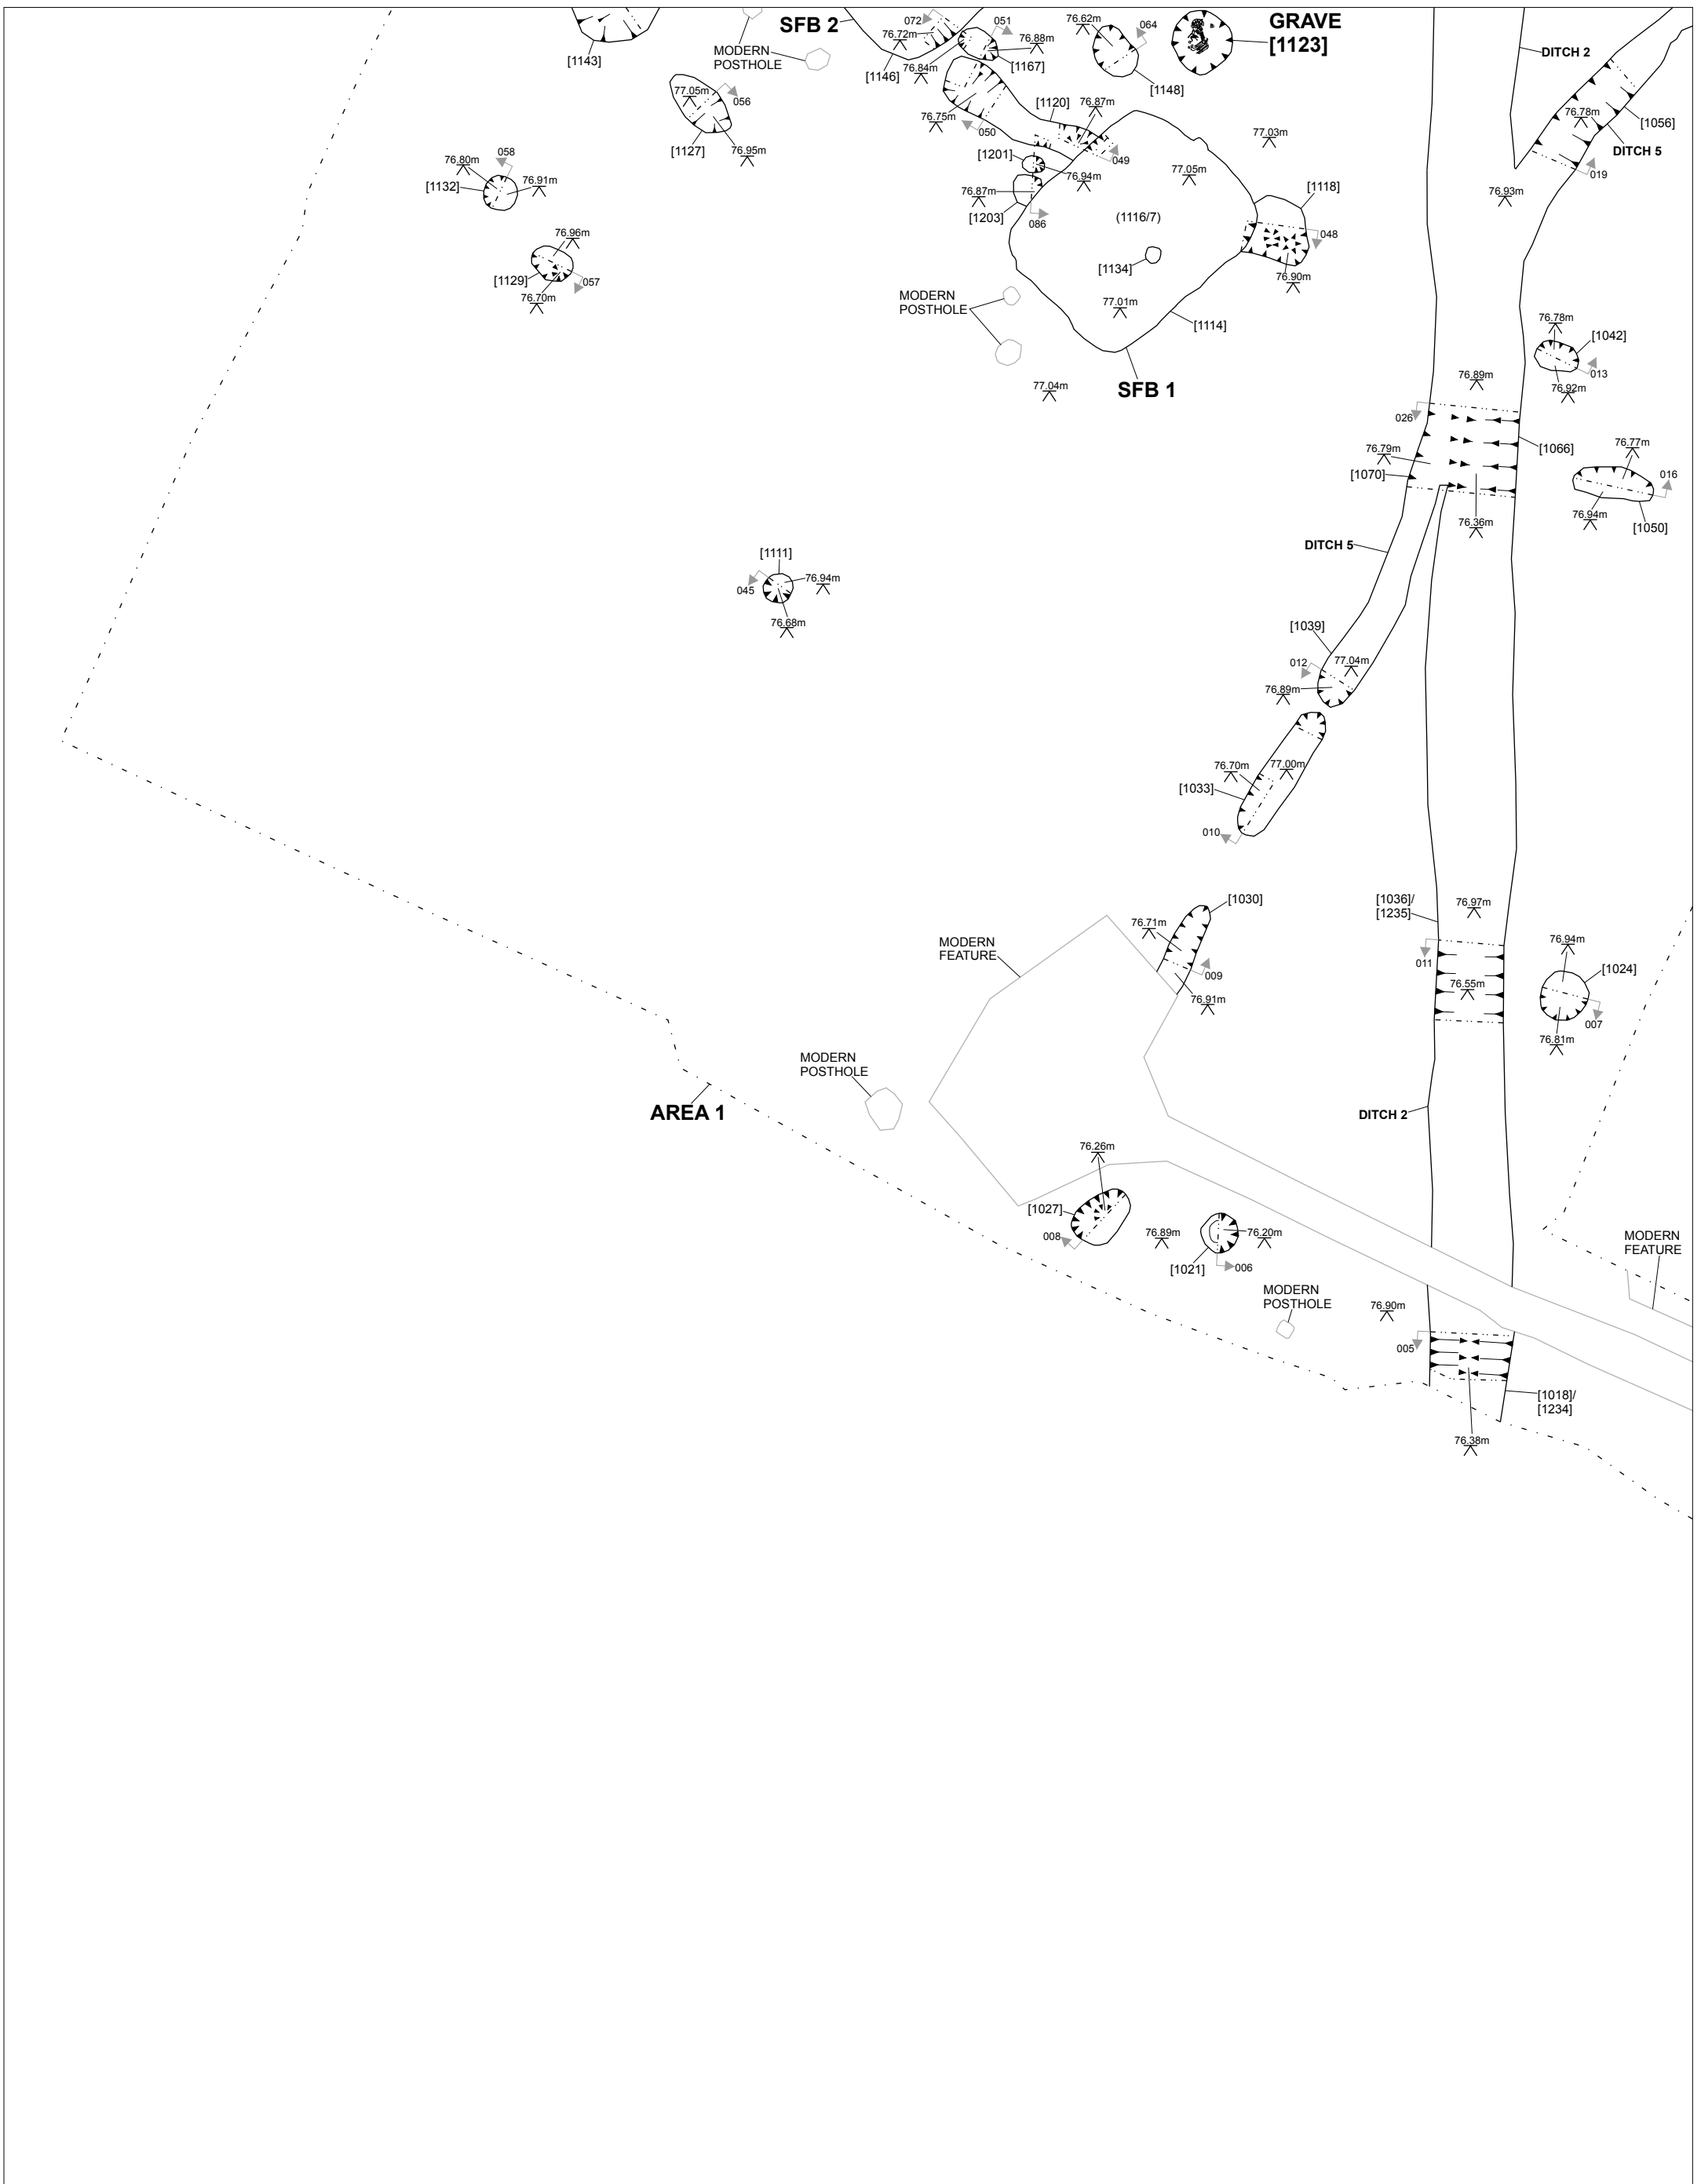 SFB 2
072
051
76.62m
064
GRAVE
[1123]
76.72m
76.88m
MODERN
POSTHOLE
[1143]
[1146]
76.84m
[1167]
[1148]
DITCH 2
77.05m
056
[1120]
76.87m
76.75m
050
76.78m
[1056]
77.03m
[1127]
76.95m
DITCH 5
058
76.80m
[1132]
76.91m
[1201]
049
76.94m
77.05m
019
76.87m
[1203]
086
(1116/7)
[1118]
76.93m
76.96m
048
[1129]
057
76.70m
[1134]
76.90m
MODERN
POSTHOLE
77.01m
[1114]
76.78m
[1042]
013
76.92m
77.04m
SFB 1
76.89m
026
[1066]
76.77m
76.79m
[1070]
016
76.94m
[1050]
76.36m
DITCH 5
[1111]
045
76.94m
76.68m
[1039]
012
77.04m
76.89m
76.70m
77.00m
[1033]
010
[1030]
[1036]/
[1235]
76.97m
76.71m
MODERN
FEATURE
76.94m
011
009
[1024]
76.91m
76.55m
007
76.81m
MODERN
POSTHOLE
AREA 1
DITCH 2
76.26m
[1027]
008
76.89m
76.20m
[1021]
006
MODERN
FEATURE
MODERN
POSTHOLE
76.90m
005
[1018]/
[1234]
76.38m